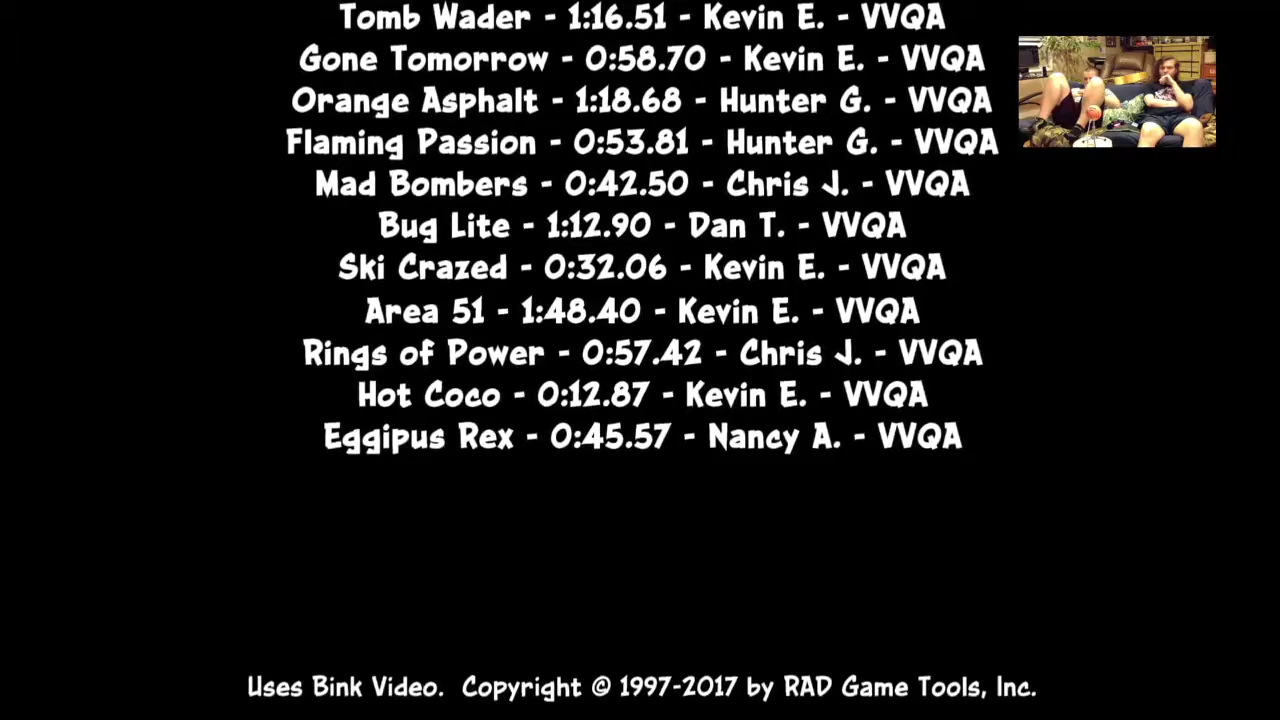 Tomb Wader - 1:16.51 - Kevin E. - VVQA
Gone Tomorrow - 0:58.70 - Kevin E. - VVQA
Orange Asphalt - 1:18.68 - Hunter G. - VVQA
Flaming Passion - 0:53.81 - Hunter G. - VVQA
Mad Bombers - 0:42.50 - Chris J. - VVQA
Bug Lite - 1:12.90 - Dan T. - VVQA
Ski Crazed - 0:32.06 - Kevin E. - VVQA
Area 51 - 1:48.40 - Kevin E. - VVQA
Rings of Power - 0:57.42 - Chris J. - VVQA
Hot Coco - 0:12.87 - Kevin E. - VVQA
Eggipus Rex - 0:45.57 - Nancy A. - VVQA
Uses Bink Video. Copyright © 1997-2017 by RAD Game Tools, Inc.